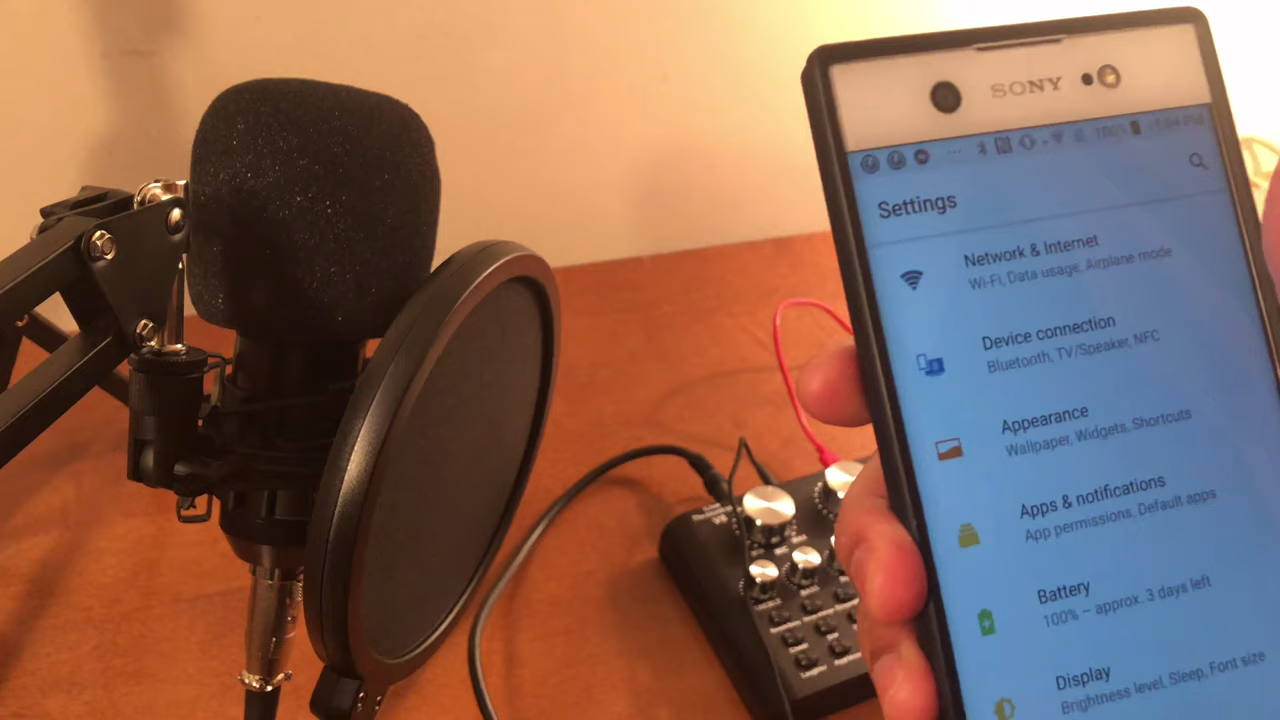 SONY
100%
Settings
Network & Internet
Wi-Fi, Data usage, Airplane mode
Device connection
Bluetooth, TV/Speaker, NFC
Appearance
Wallpaper, Widgets, Shortcuts
Apps & notifications
App permissions, Default apps
Battery
100% – approx. 3 days left
Display
Brightness level, Sleep, Font size